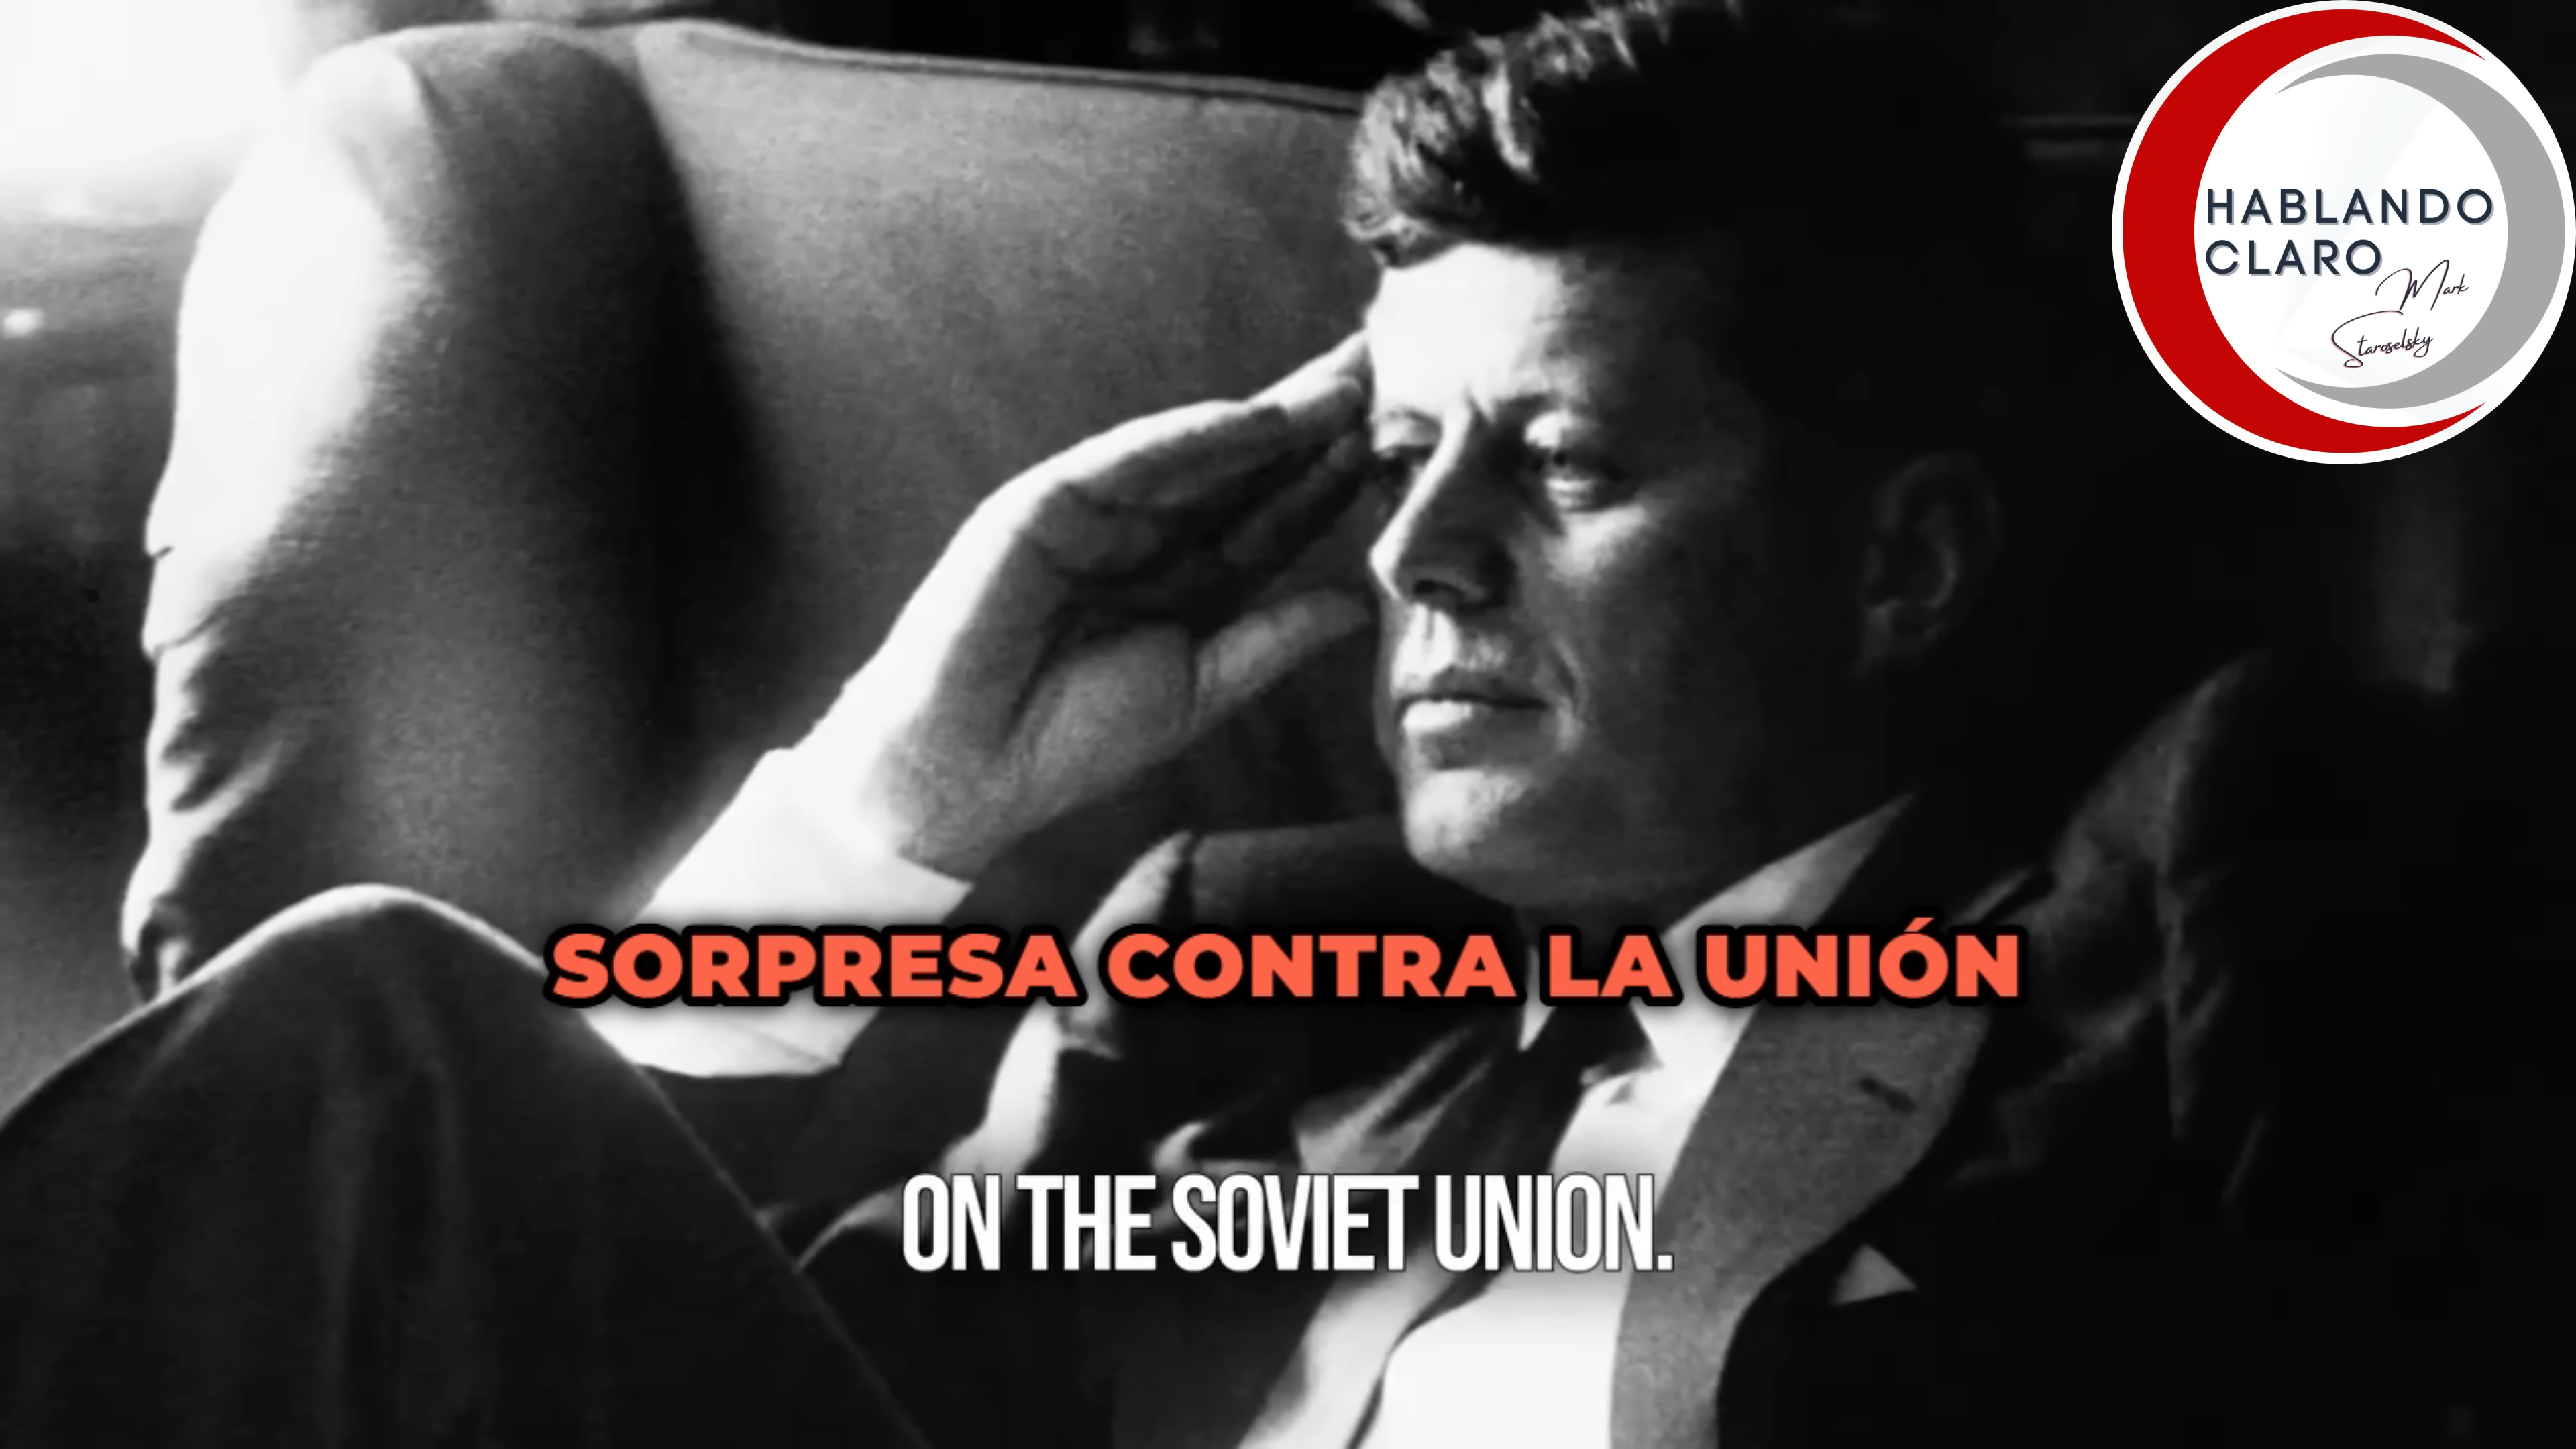 HABLANDO
CLARO
Mark
Staroselsky
SORPRESA CONTRA LA UNIÓN
ON THE SOVIET UNION.